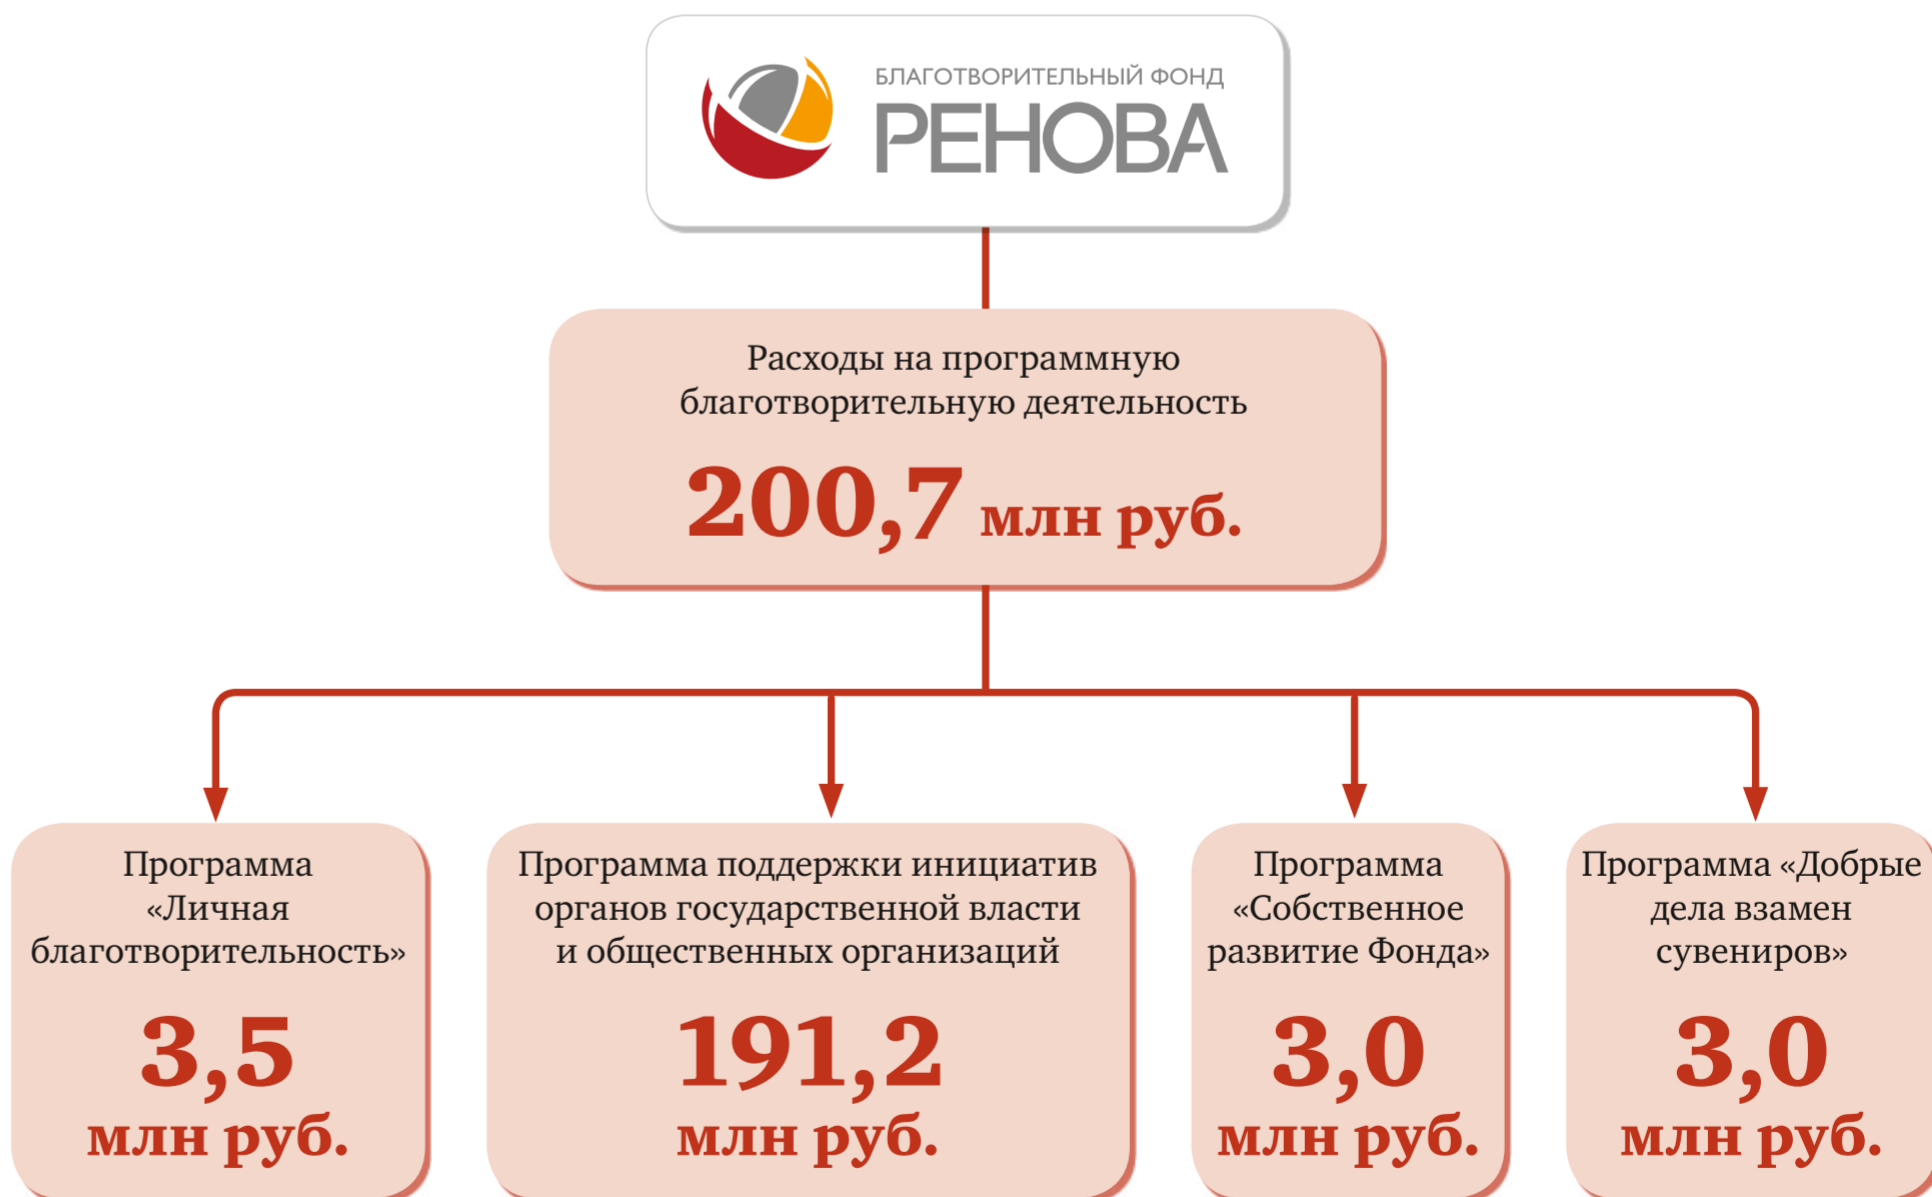 БЛАГОТВОРИТЕЛЬНЫЙ ФОНД
РЕНОВА
Расходы на программную
благотворительную деятельность
200,7 млн руб.
Программа
«Личная
благотворительность»
3,5
млн руб.
Программа поддержки инициатив
органов государственной власти
и общественных организаций
191,2
млн руб.
Программа
«Собственное
развитие Фонда»
3,0
млн руб.
Программа «Добрые
дела взамен
сувениров»
3,0
млн руб.